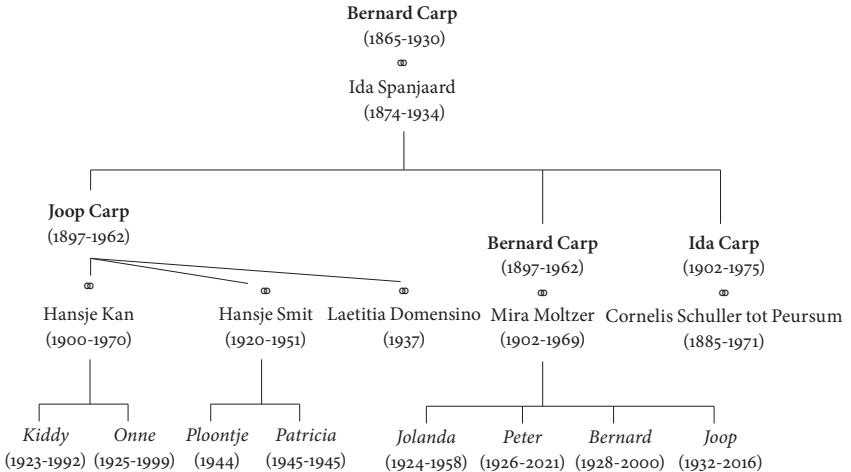 Bernard Carp
(1865-1930)
⚭
Ida Spanjaard
(1874-1934)
Joop Carp
(1897-1962)
Bernard Carp
(1897-1962)
Ida Carp
(1902-1975)
⚭ ⚭ ⚭ ⚭ ⚭
Hansje Kan Hansje Smit Laetitia Domensino Mira Moltzer Cornelis Schuller tot Peursum
(1900-1970) (1920-1951) (1937) (1902-1969) (1885-1971)
Kiddy Onne Ploontje Patricia Jolanda Peter Bernard Joop
(1923-1992) (1925-1999) (1944) (1945-1945) (1924-1958) (1926-2021) (1928-2000) (1932-2016)